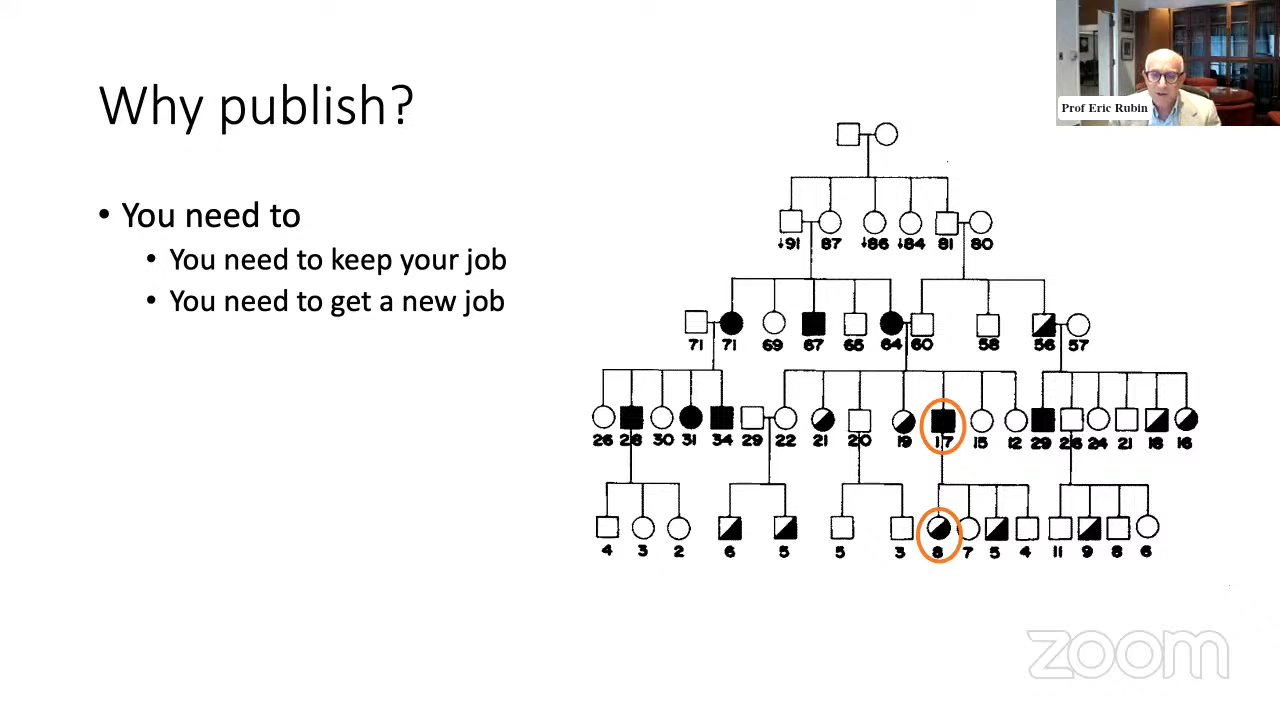 Why publish?
Prof Eric Rubin
• You need to
• You need to keep your job
• You need to get a new job
↓91 87 ↓86 ↓84 81 80
71 71 69 67 65 64 60 58 56 57
26 28 30 31 34 29 22 21 20 19 17 15 12 29 26 24 21 18 16
4 3 2 6 5 5 3 8 7 5 4 11 9 8 6
zoom